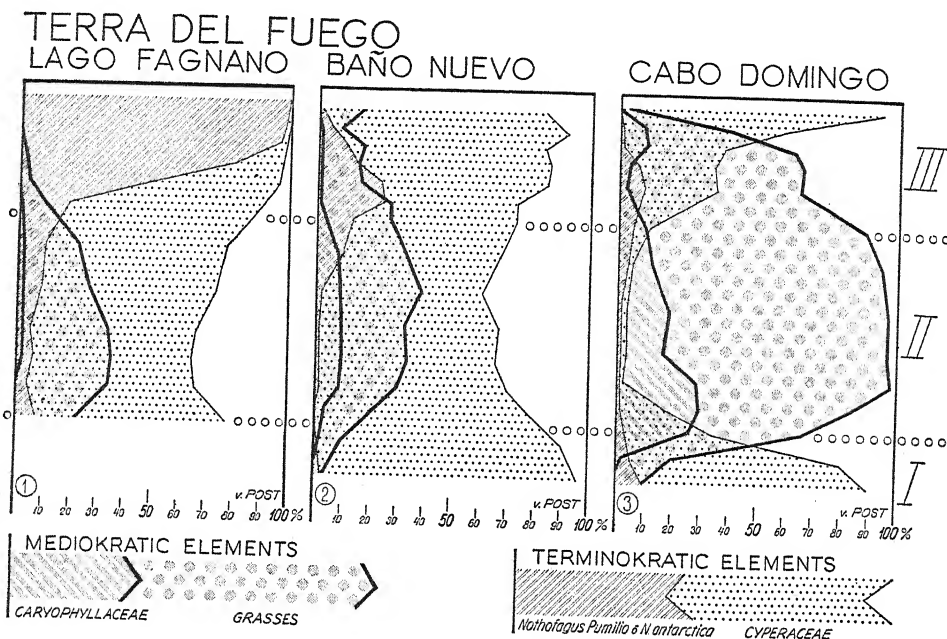 TERRA DEL FUEGO
LAGO FAGNANO
BAÑO NUEVO
CABO DOMINGO
III
II
I
1
2
3
v. POST
v. POST
v. POST
10 20 30 40 50 60 70 80 90 100%
10 20 30 40 50 60 70 80 90 100%
10 20 30 40 50 60 70 80 90 100%
MEDIOKRATIC ELEMENTS
CARYOPHYLLACEAE
GRASSES
TERMINOKRATIC ELEMENTS
Nothofagus Pumilio & N antarctica
CYPERACEAE